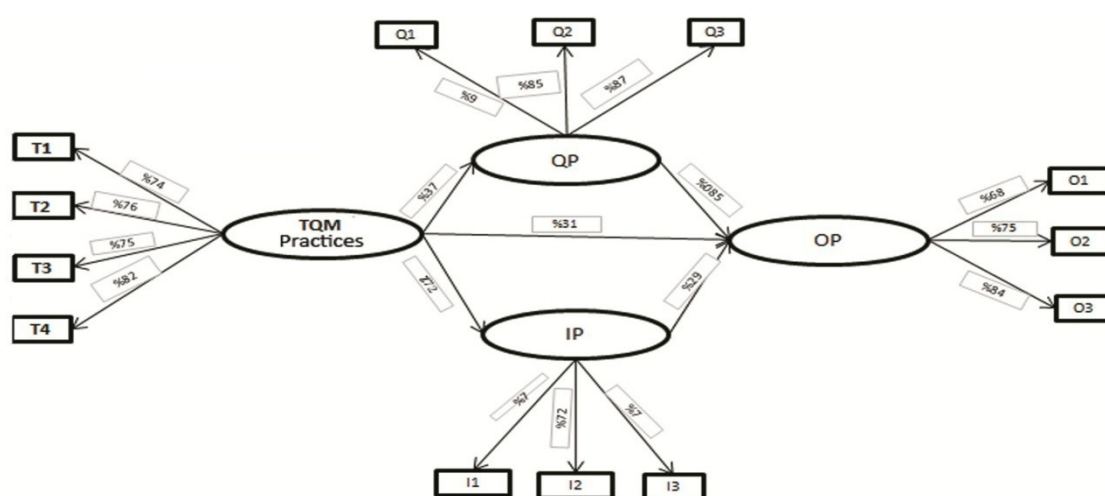 Q1
Q2
Q3
%9
%85
%87
T1
T2
T3
T4
%74
%76
%75
%82
TQM
Practices
QP
%37
%085
%31
OP
%72
%29
IP
%68
%75
%84
O1
O2
O3
%7
%72
%7
I1
I2
I3